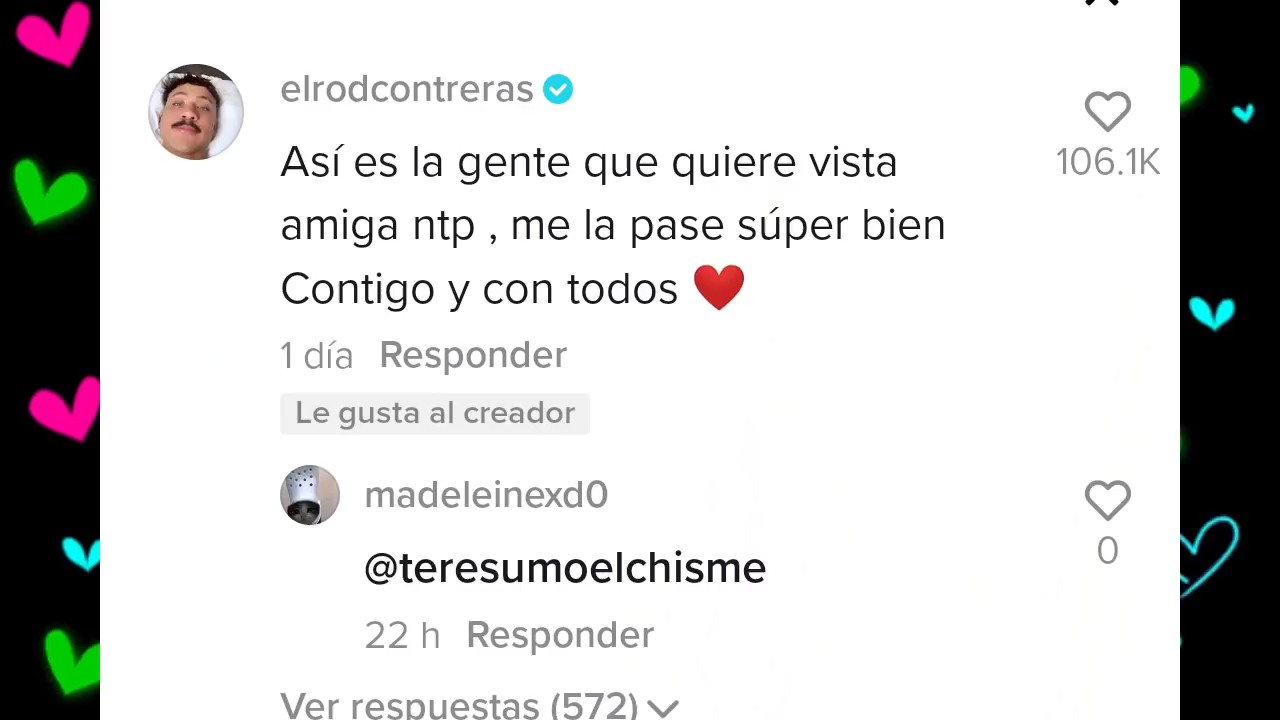 elrodcontreras
Así es la gente que quiere vista
amiga ntp , me la pase súper bien
Contigo y con todos ❤️
106.1K
1 día Responder
Le gusta al creador
madeleinexd0
@teresumoelchisme
0
22 h Responder
Ver respuestas (572)